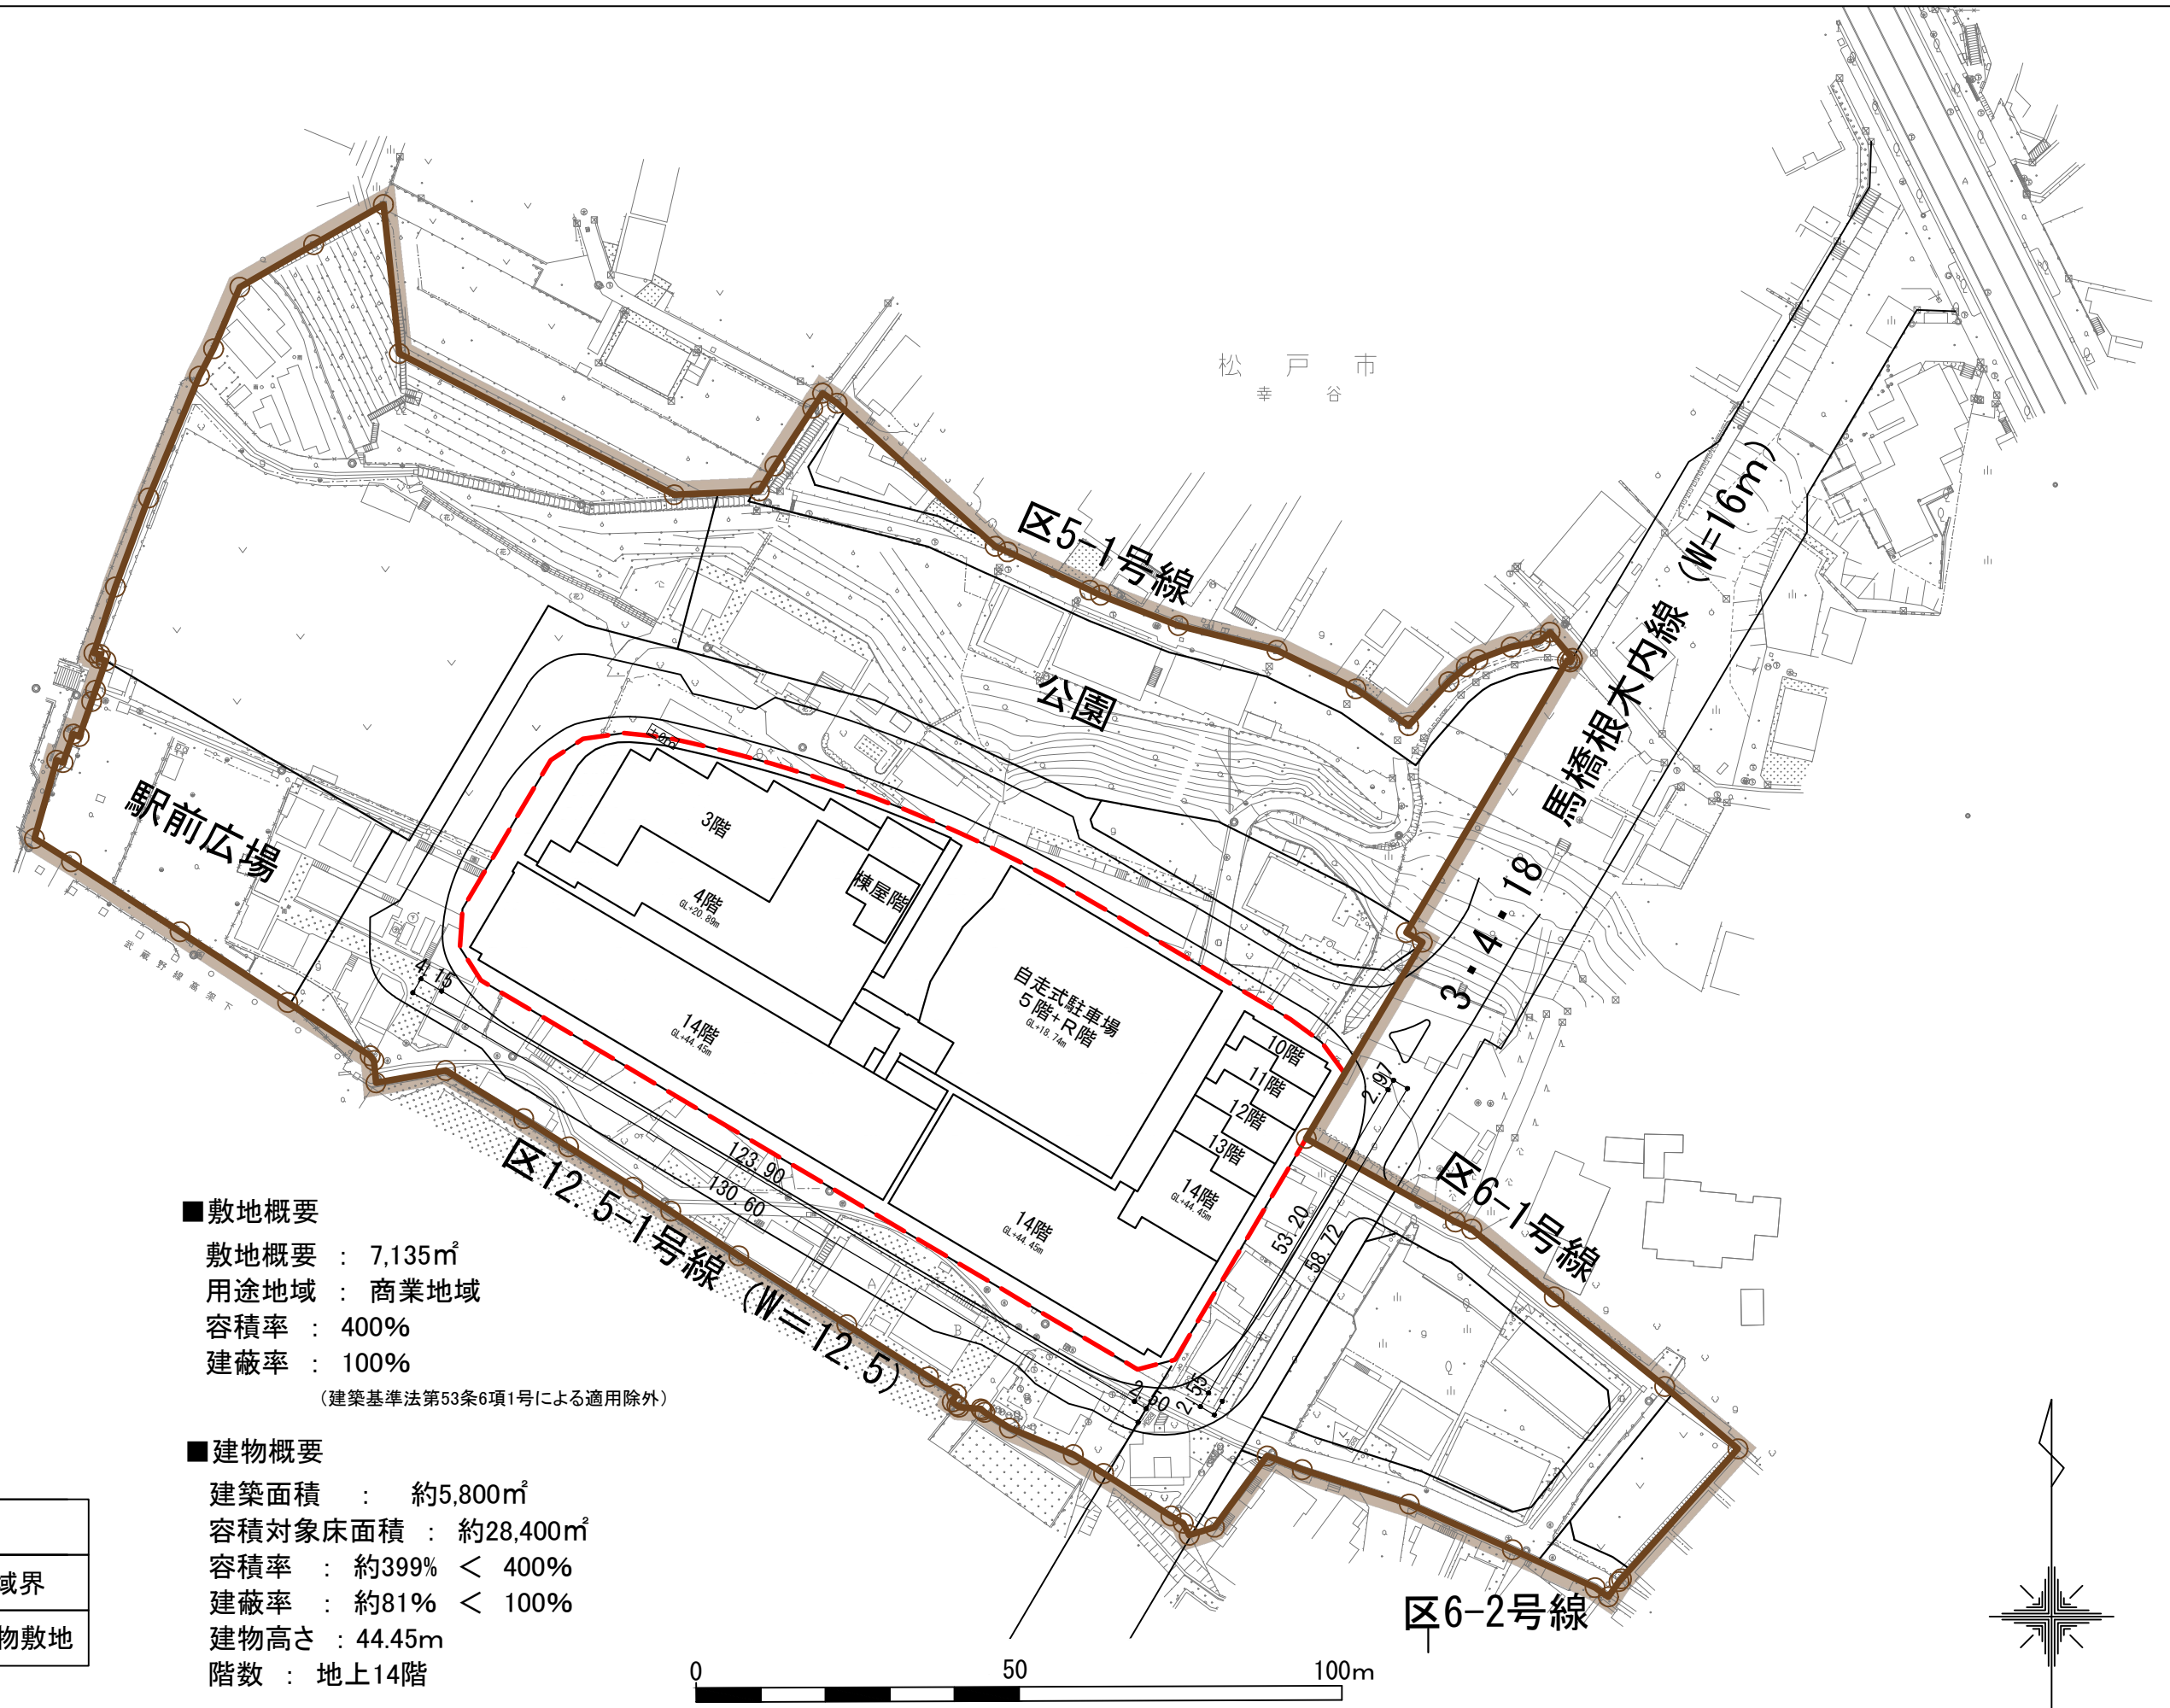 松戸市
幸谷
区5-1号線
馬橋根木内線（W=16m）
3・4・18
公園
駅前広場
武蔵野線高架下
3階
4階
GL+20.89m
棟屋階
自走式駐車場
5階+R階
GL+18.74m
14階
GL+44.45m
10階
11階
12階
13階
14階
GL+44.45m
14階
GL+44.45m
4.15
2.97
123.90
130.60
53.20
58.72
2.60
2.55
区12.5-1号線（W=12.5）
区6-1号線
区6-2号線
A
B
A
■敷地概要
敷地概要 ： 7,135㎡
用途地域 ： 商業地域
容積率 ： 400%
建蔽率 ： 100%
（建築基準法第53条6項1号による適用除外）
■建物概要
建築面積 ： 約5,800㎡
容積対象床面積 ： 約28,400㎡
容積率 ： 約399% ＜ 400%
建蔽率 ： 約81% ＜ 100%
建物高さ ：44.45m
階数 ： 地上14階
域界
物敷地
0 50 100m